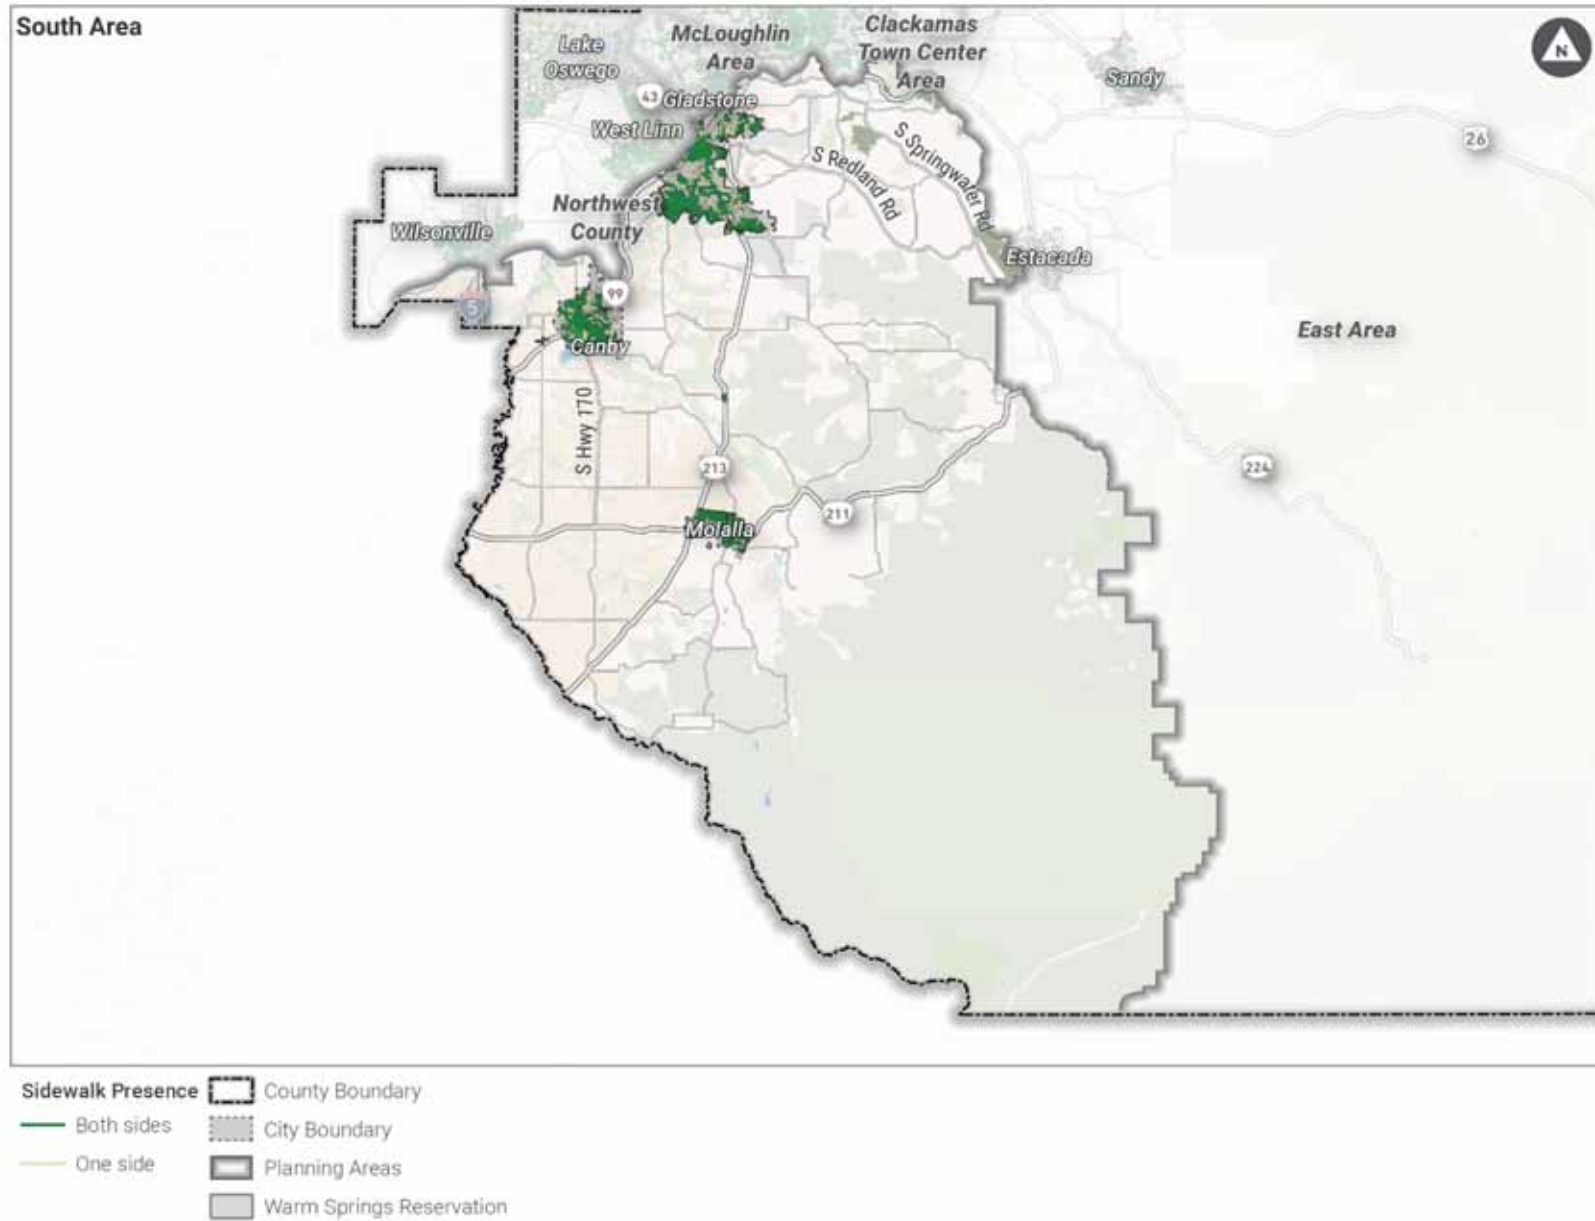 South Area
N
Lake
Oswego
McLoughlin
Area
Clackamas
Town Center
Area
Sandy
43
Gladstone
West Linn
26
S Springwater Rd
S Redland Rd
Northwest
County
Wilsonville
Estacada
5
99
East Area
Canby
S Hwy 170
213
224
211
Molalla
Sidewalk Presence
Both sides
One side
County Boundary
City Boundary
Planning Areas
Warm Springs Reservation